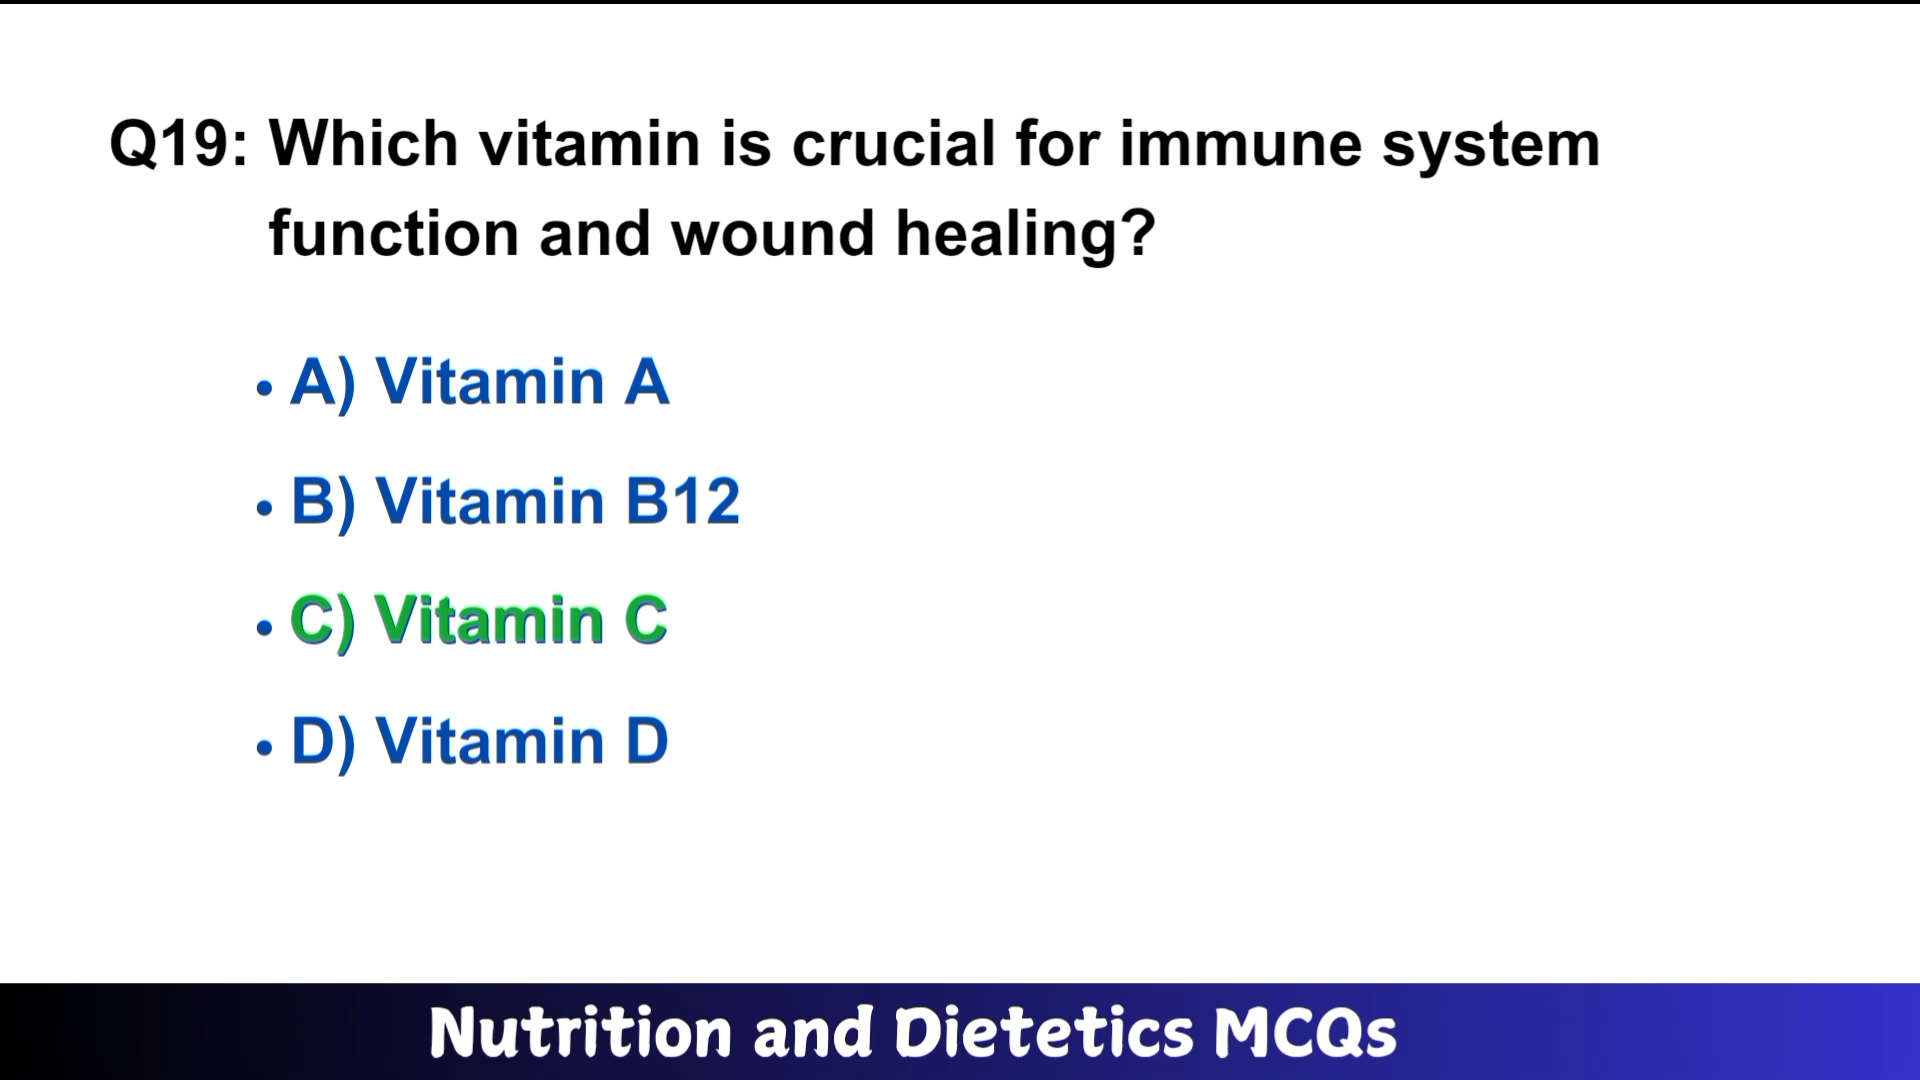 Q19: Which vitamin is crucial for immune system
function and wound healing?
• A) Vitamin A
• B) Vitamin B12
• C) Vitamin C
• D) Vitamin D
Nutrition and Dietetics MCQs